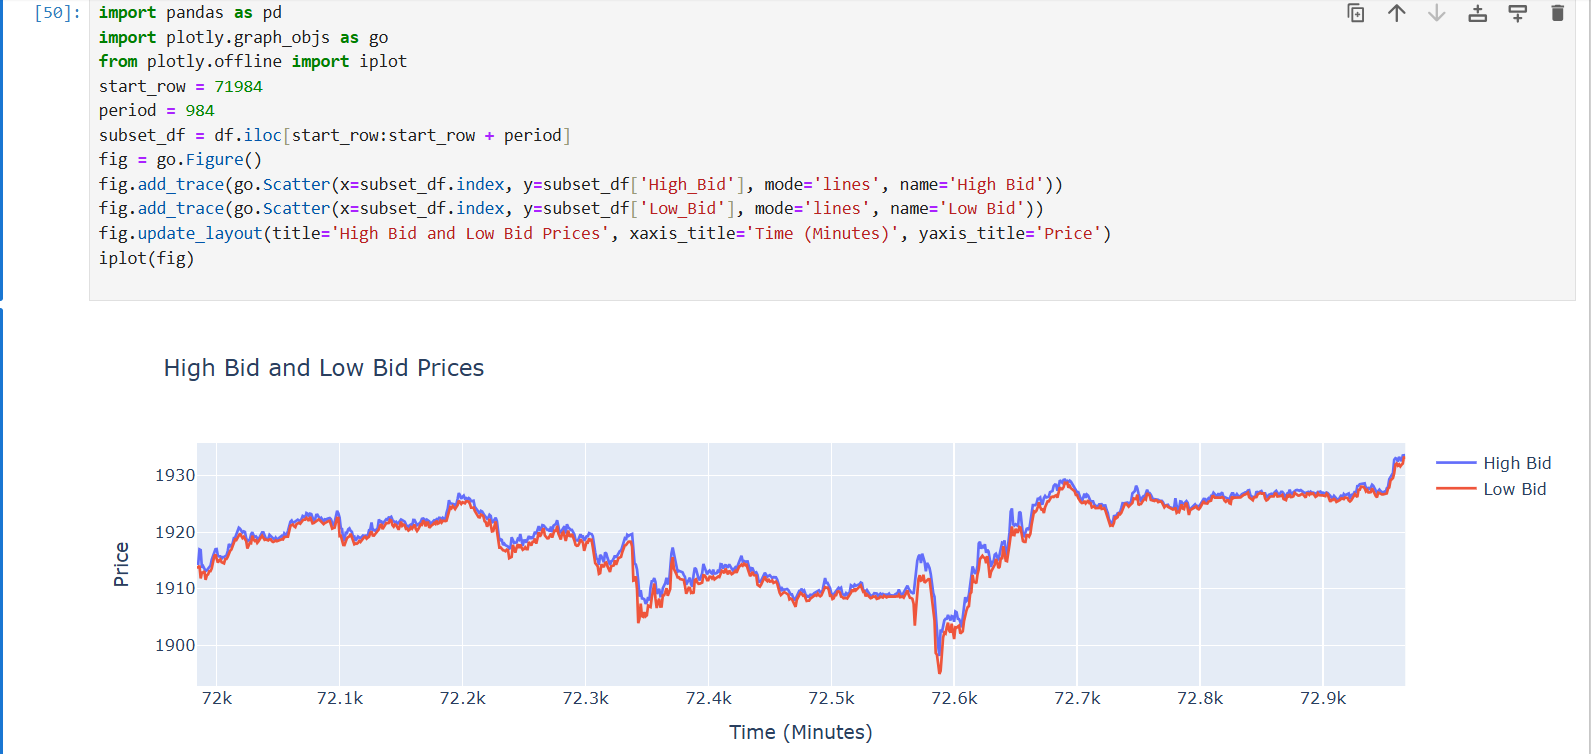 [50]:
import pandas as pd
import plotly.graph_objs as go
from plotly.offline import iplot
start_row = 71984
period = 984
subset_df = df.iloc[start_row:start_row + period]
fig = go.Figure()
fig.add_trace(go.Scatter(x=subset_df.index, y=subset_df['High_Bid'], mode='lines', name='High Bid'))
fig.add_trace(go.Scatter(x=subset_df.index, y=subset_df['Low_Bid'], mode='lines', name='Low Bid'))
fig.update_layout(title='High Bid and Low Bid Prices', xaxis_title='Time (Minutes)', yaxis_title='Price')
iplot(fig)
High Bid and Low Bid Prices
High Bid
Low Bid
Price
1930
1920
1910
1900
72k 72.1k 72.2k 72.3k 72.4k 72.5k 72.6k 72.7k 72.8k 72.9k
Time (Minutes)